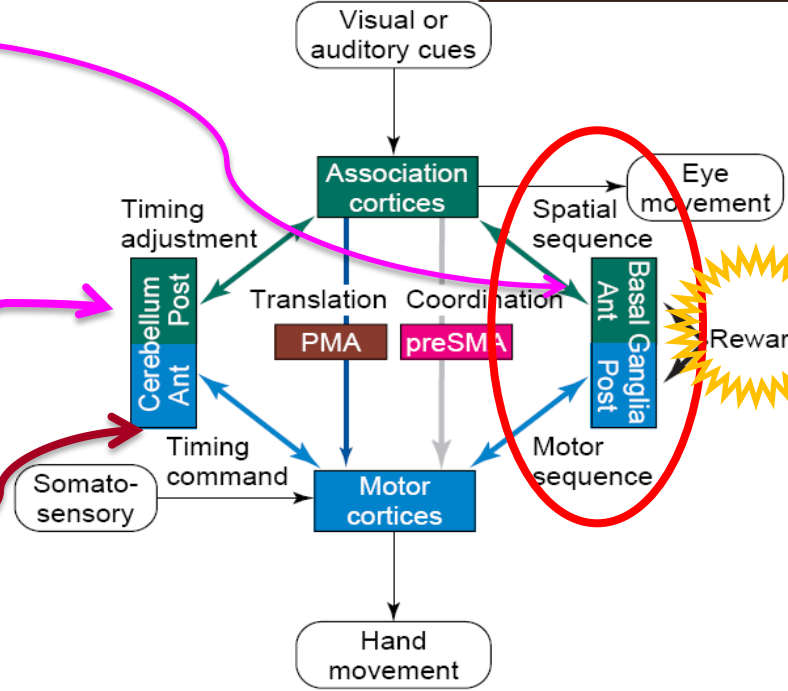 Visual or
auditory cues
Association
cortices
Eye
movement
Timing
adjustment
Spatial
sequence
Cerebellum
Post
Ant
Translation
Coordination
PMA
preSMA
Basal Ganglia
Ant
Post
Rewar
Timing
command
Motor
sequence
Somato-
sensory
Motor
cortices
Hand
movement